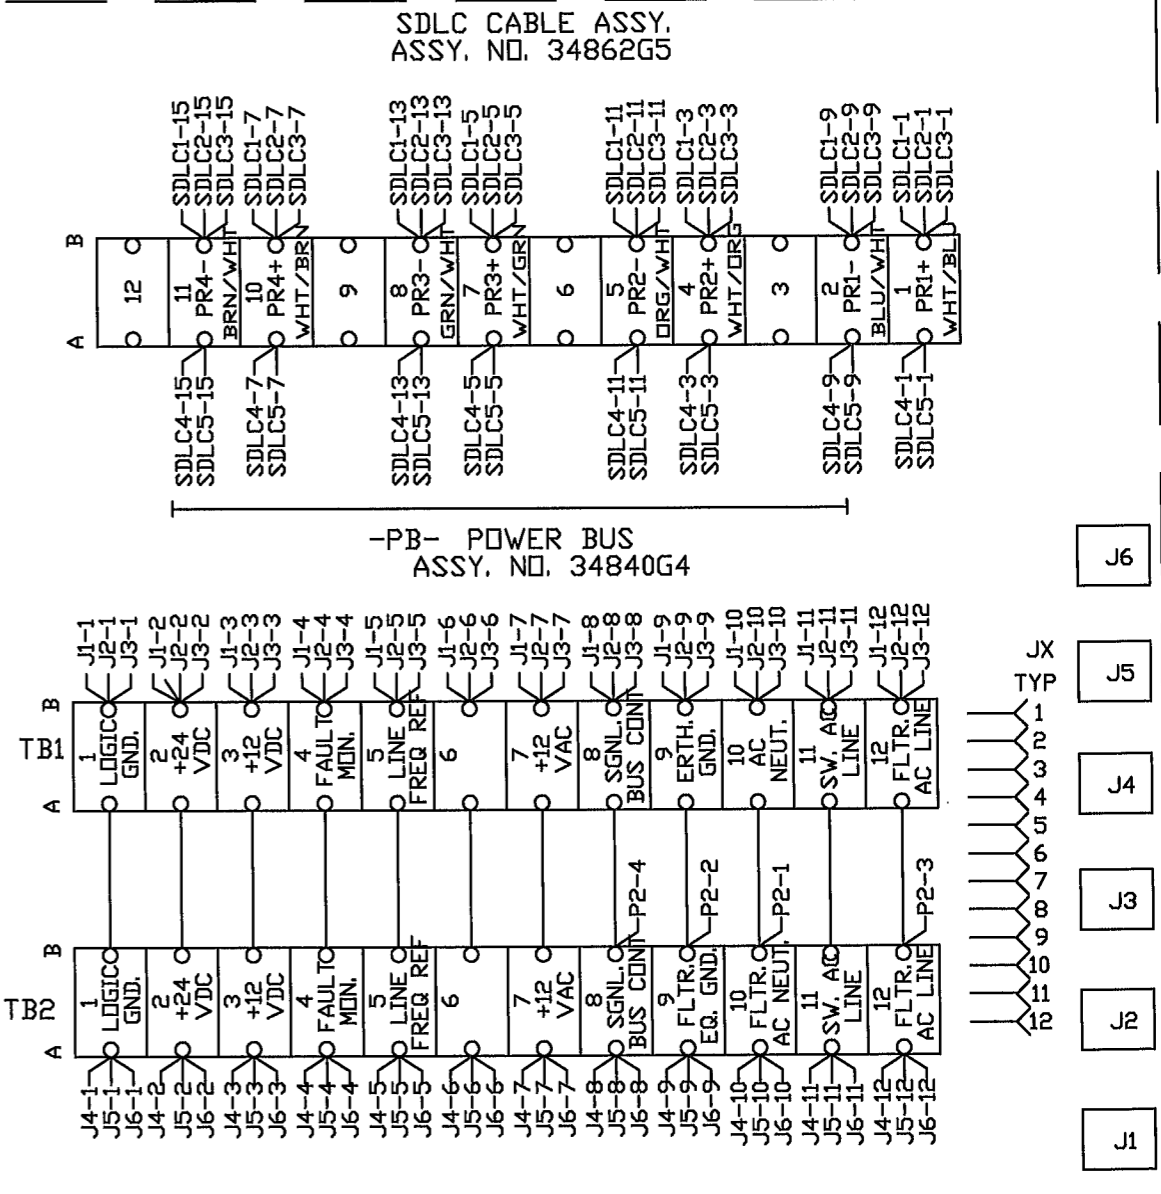 SDLC CABLE ASSY.
ASSY. NO. 34862G5
SDLC1-15
SDLC2-15
SDLC3-15
SDLC1-7
SDLC2-7
SDLC3-7
SDLC1-13
SDLC2-13
SDLC3-13
SDLC1-5
SDLC2-5
SDLC3-5
SDLC1-11
SDLC2-11
SDLC3-11
SDLC1-3
SDLC2-3
SDLC3-3
SDLC1-9
SDLC2-9
SDLC3-9
SDLC1-1
SDLC2-1
SDLC3-1
B
A
12
11
PR4-
BRN/WHT
10
PR4+
WHT/BRN
9
8
PR3-
GRN/WHT
7
PR3+
WHT/GRN
6
5
PR2-
ORG/WHT
4
PR2+
WHT/ORG
3
2
PR1-
BLU/WHT
1
PR1+
WHT/BLU
SDLC4-15
SDLC5-15
SDLC4-7
SDLC5-7
SDLC4-13
SDLC5-13
SDLC4-5
SDLC5-5
SDLC4-11
SDLC5-11
SDLC4-3
SDLC5-3
SDLC4-9
SDLC5-9
SDLC4-1
SDLC5-1
-PB- POWER BUS
ASSY. NO. 34840G4
J1-1
J2-1
J3-1
J1-2
J2-2
J3-2
J1-3
J2-3
J3-3
J1-4
J2-4
J3-4
J1-5
J2-5
J3-5
J1-6
J2-6
J3-6
J1-7
J2-7
J3-7
J1-8
J2-8
J3-8
J1-9
J2-9
J3-9
J1-10
J2-10
J3-10
J1-11
J2-11
J3-11
J1-12
J2-12
J3-12
TB1
B
A
1
LOGIC
GND.
2
+24
VDC
3
+12
VDC
4
FAULT
MON.
5
LINE
FREQ REF
6
7
+12
VAC
8
SGNL.
BUS CONT
9
ERTH.
GND.
10
AC
NEUT.
11
SW. AC
LINE
12
FLTR.
AC LINE
P2-4
P2-2
P2-1
P2-3
TB2
B
A
1
LOGIC
GND.
2
+24
VDC
3
+12
VDC
4
FAULT
MON.
5
LINE
FREQ REF
6
7
+12
VAC
8
SGNL.
BUS CONT
9
FLTR.
EQ. GND.
10
FLTR.
AC NEUT.
11
SW. AC
LINE
12
FLTR.
AC LINE
J4-1
J5-1
J6-1
J4-2
J5-2
J6-2
J4-3
J5-3
J6-3
J4-4
J5-4
J6-4
J4-5
J5-5
J6-5
J4-6
J5-6
J6-6
J4-7
J5-7
J6-7
J4-8
J5-8
J6-8
J4-9
J5-9
J6-9
J4-10
J5-10
J6-10
J4-11
J5-11
J6-11
J4-12
J5-12
J6-12
JX
TYP
1
2
3
4
5
6
7
8
9
10
11
12
J6
J5
J4
J3
J2
J1